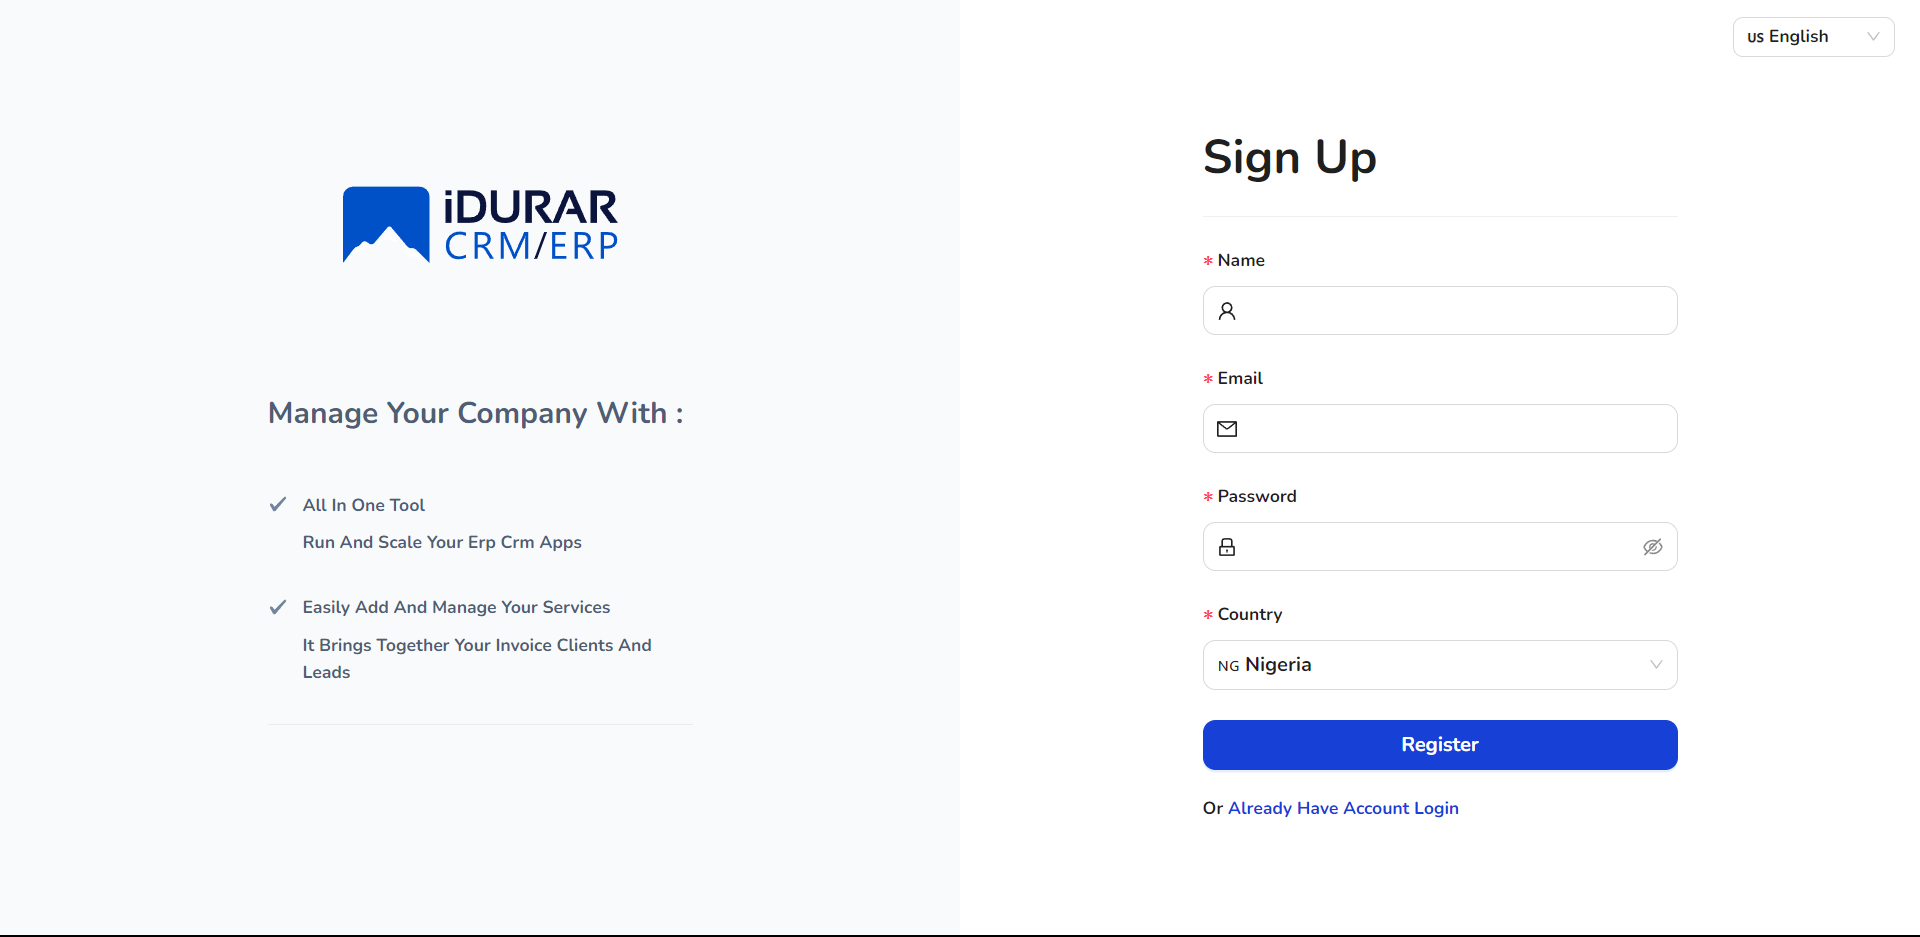 US English
iDURAR
CRM/ERP
Manage Your Company With :
All In One Tool
Run And Scale Your Erp Crm Apps
Easily Add And Manage Your Services
It Brings Together Your Invoice Clients And
Leads
Sign Up
* Name
* Email
* Password
* Country
NG Nigeria
Register
Or Already Have Account Login